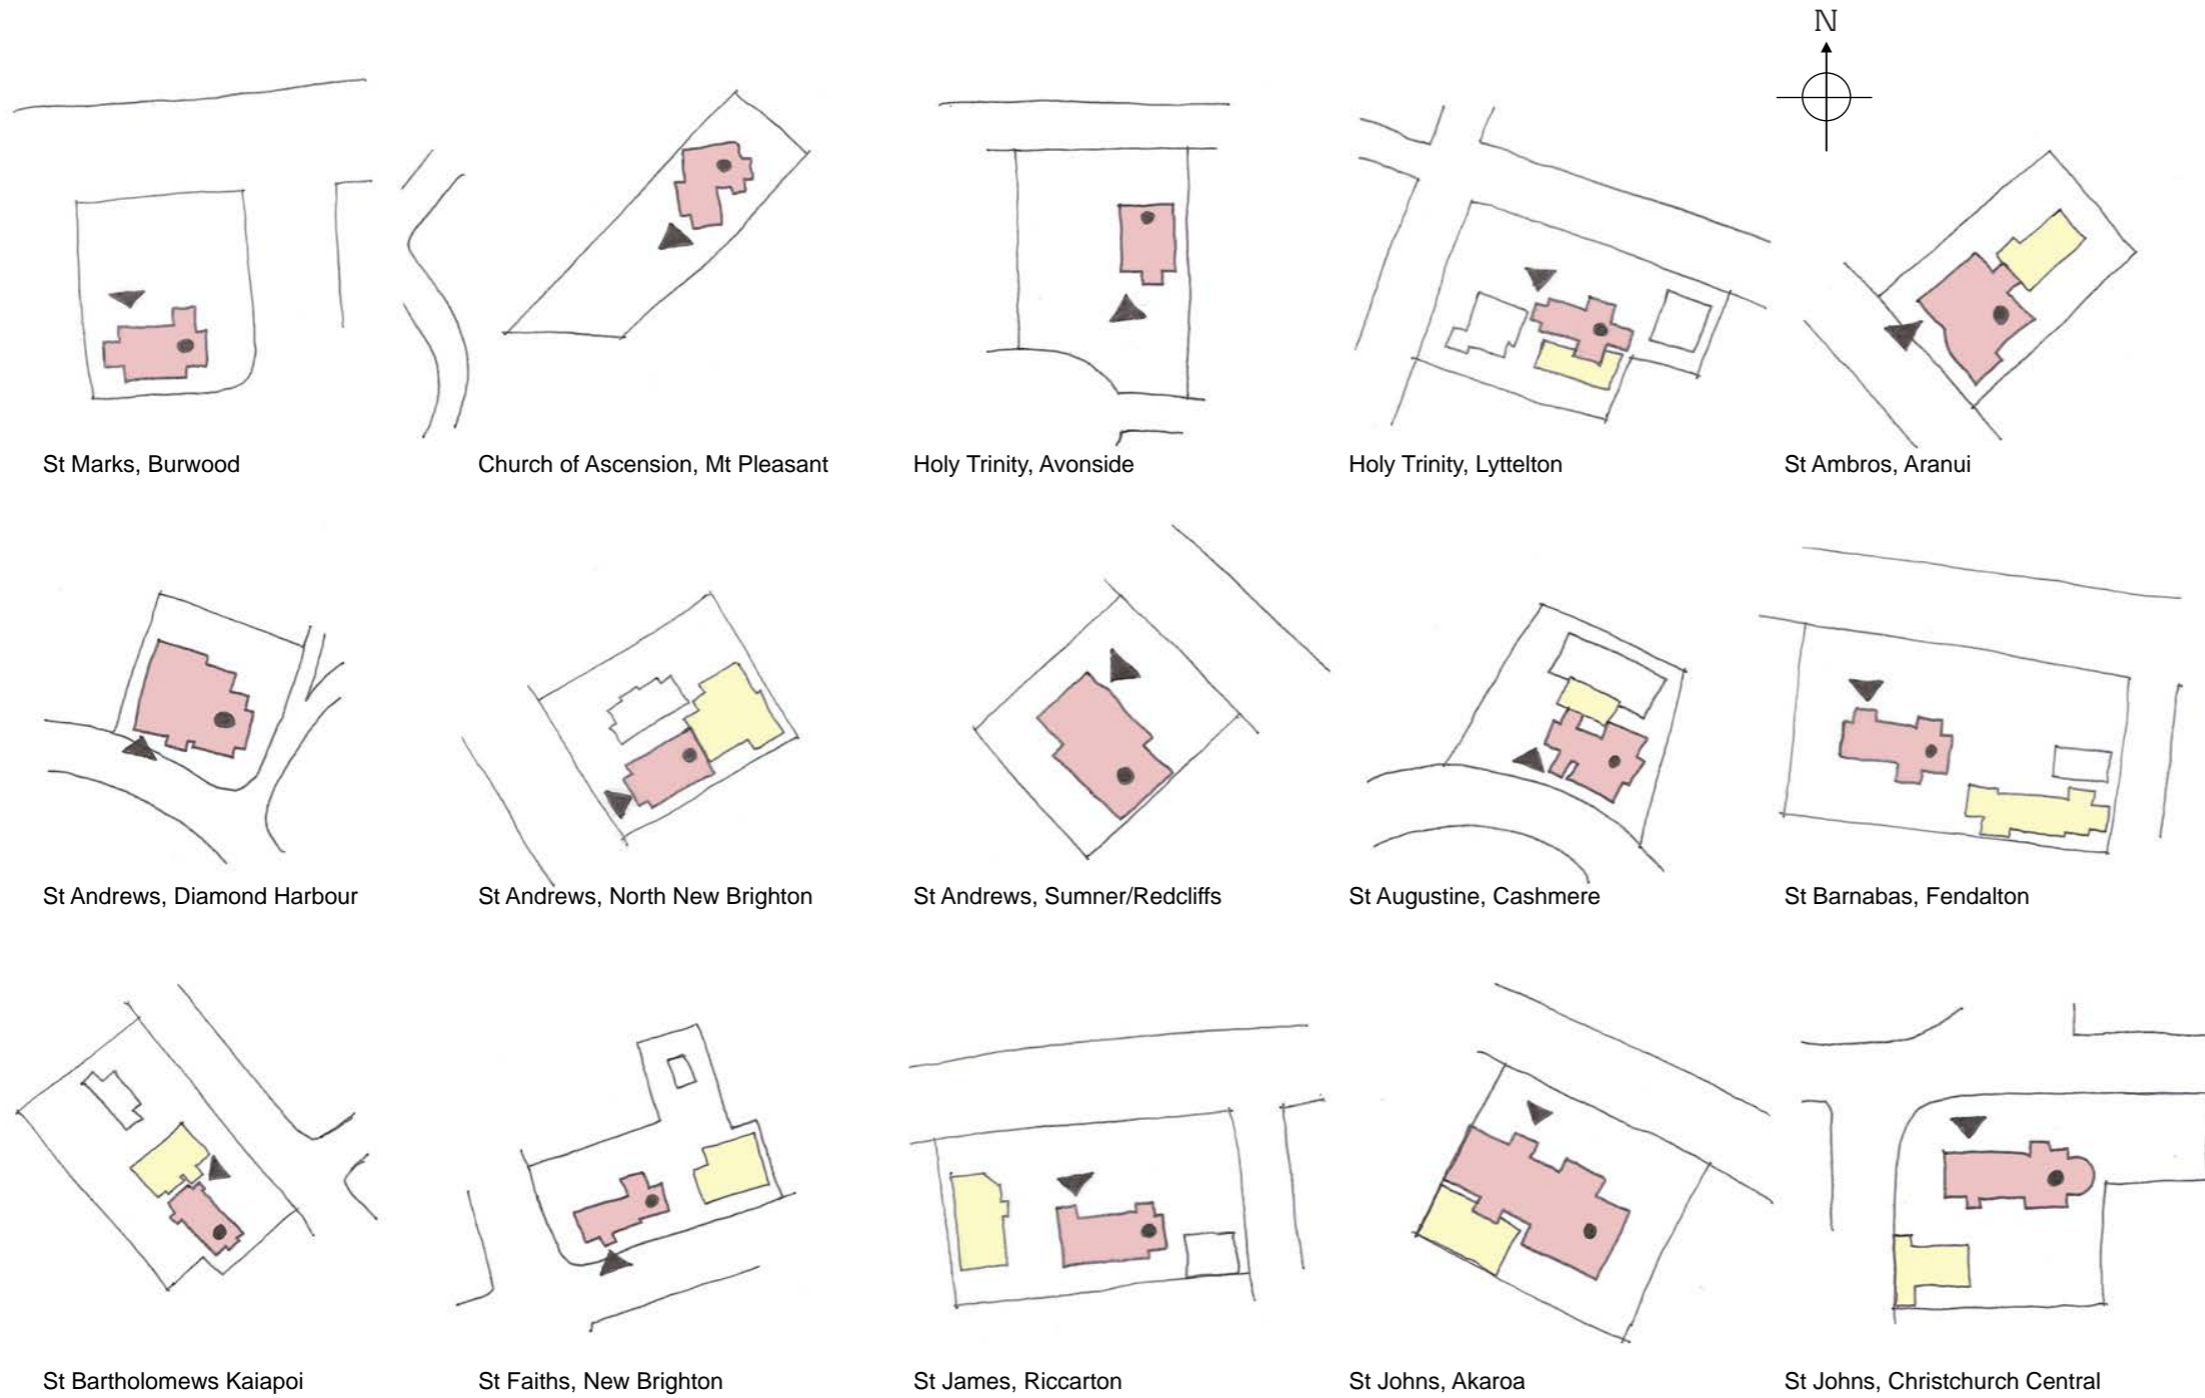 N
St Marks, Burwood
Church of Ascension, Mt Pleasant
Holy Trinity, Avonside
Holy Trinity, Lyttelton
St Ambros, Aranui
St Andrews, Diamond Harbour
St Andrews, North New Brighton
St Andrews, Sumner/Redcliffs
St Augustine, Cashmere
St Barnabas, Fendalton
St Bartholomews Kaiapoi
St Faiths, New Brighton
St James, Riccarton
St Johns, Akaroa
St Johns, Christchurch Central